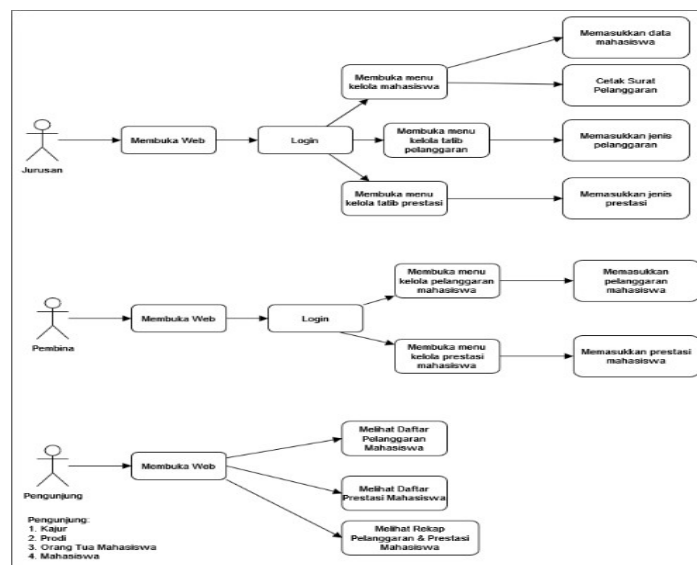 Memasukkan data
mahasiswa
Membuka menu
kelola mahasiswa
Cetak Surat
Pelanggaran
Jurusan
Membuka Web
Login
Membuka menu
kelola tatib
pelanggaran
Memasukkan jenis
pelanggaran
Membuka menu
kelola tatib prestasi
Memasukkan jenis
prestasi
Membuka menu
kelola pelanggaran
mahasiswa
Memasukkan
pelanggaran
mahasiswa
Pembina
Membuka Web
Login
Membuka menu
kelola prestasi
mahasiswa
Memasukkan prestasi
mahasiswa
Melihat Daftar
Pelanggaran
Mahasiswa
Pengunjung
Membuka Web
Melihat Daftar
Prestasi Mahasiswa
Melihat Rekap
Pelanggaran & Prestasi
Mahasiswa
Pengunjung:
1. Kajur
2. Prodi
3. Orang Tua Mahasiswa
4. Mahasiswa